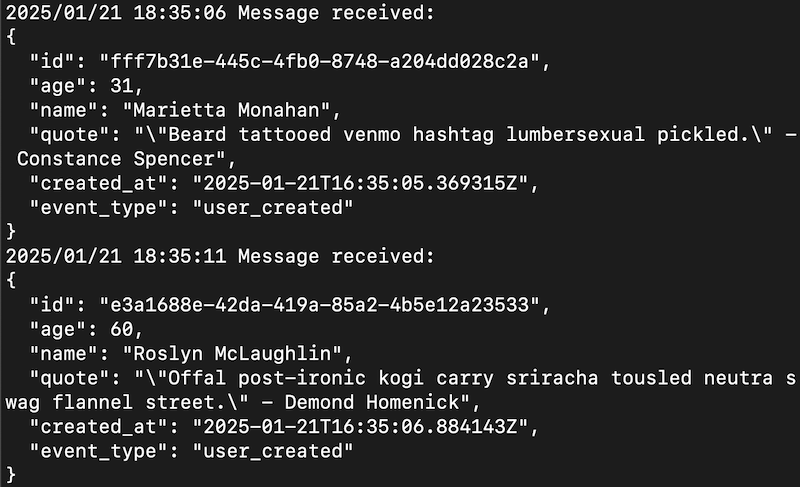 2025/01/21 18:35:06 Message received:
{
  "id": "fff7b31e-445c-4fb0-8748-a204dd028c2a",
  "age": 31,
  "name": "Marietta Monahan",
  "quote": "\"Beard tattooed venmo hashtag lumbersexual pickled.\" –
 Constance Spencer",
  "created_at": "2025-01-21T16:35:05.369315Z",
  "event_type": "user_created"
}
2025/01/21 18:35:11 Message received:
{
  "id": "e3a1688e-42da-419a-85a2-4b5e12a23533",
  "age": 60,
  "name": "Roslyn McLaughlin",
  "quote": "\"Offal post-ironic kogi carry sriracha tousled neutra s
wag flannel street.\" – Demond Homenick",
  "created_at": "2025-01-21T16:35:06.884143Z",
  "event_type": "user_created"
}